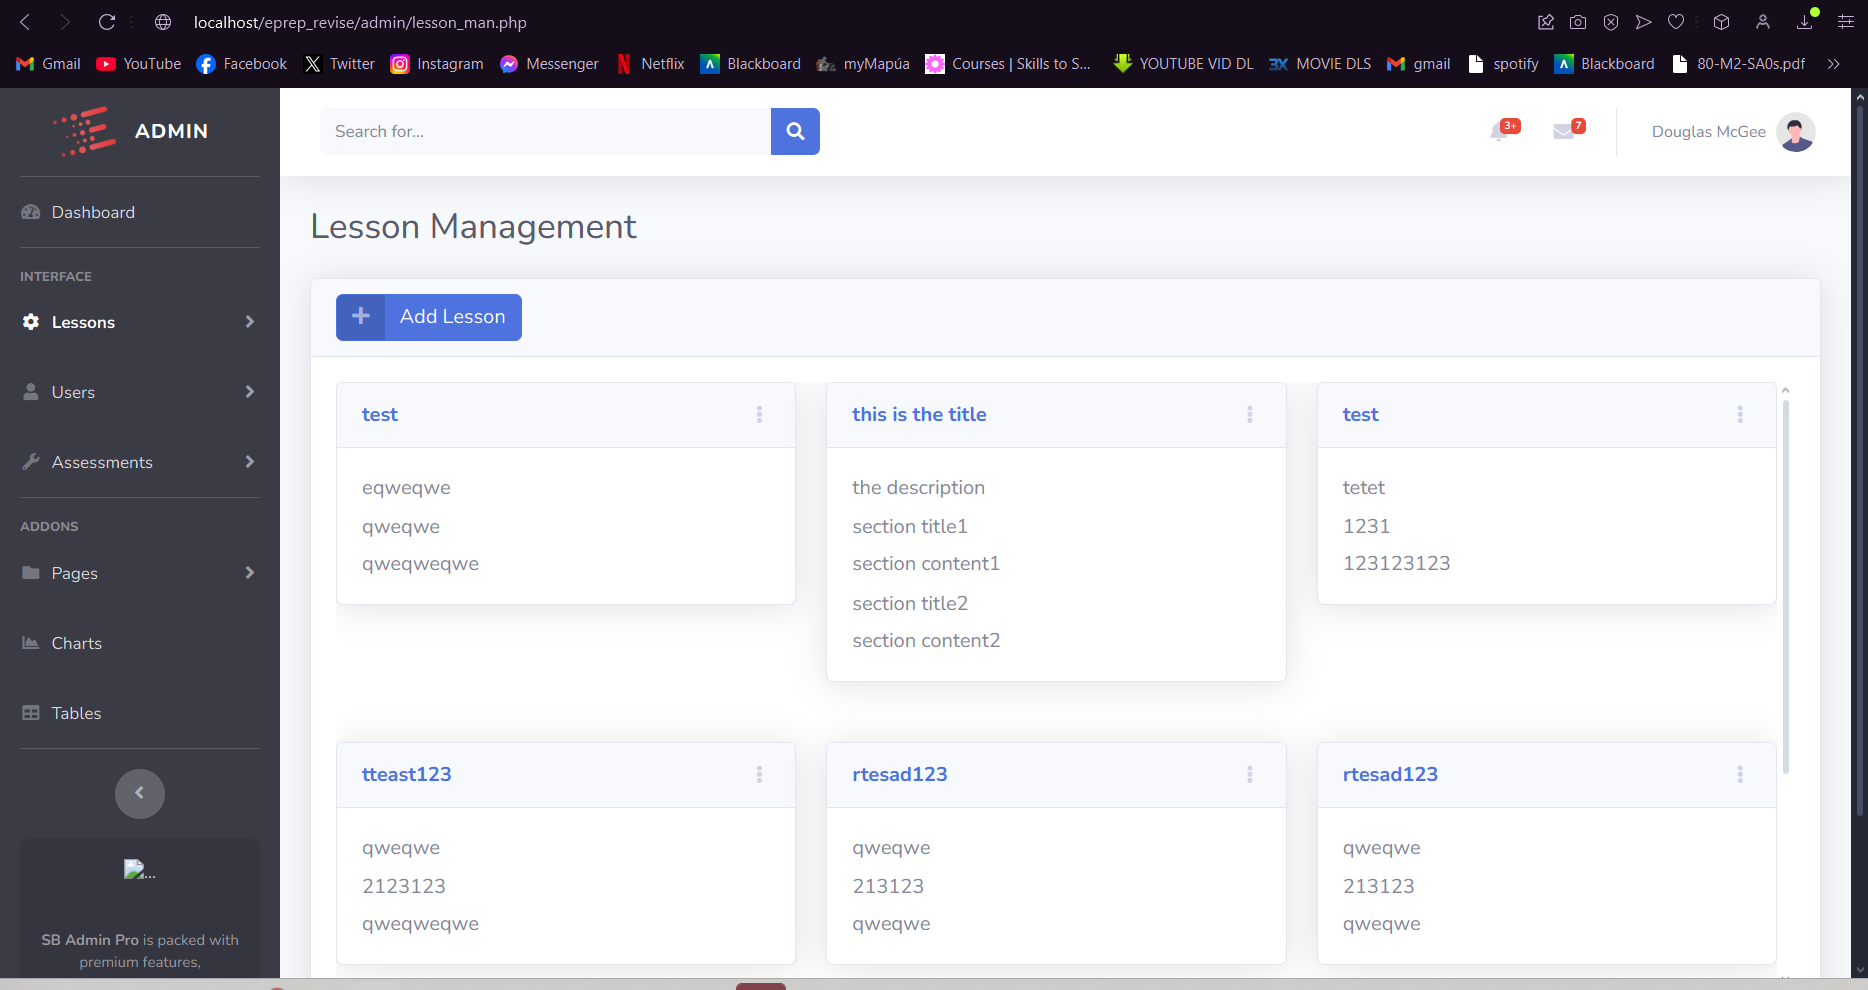 localhost/eprep_revise/admin/lesson_man.php
Gmail YouTube Facebook Twitter Instagram Messenger Netflix Blackboard myMapúa Courses | Skills to S... YOUTUBE VID DL 3X MOVIE DLS gmail spotify Blackboard 80-M2-SA0s.pdf
ADMIN
Search for...
3+
7
Douglas McGee
Dashboard
INTERFACE
Lessons
Users
Assessments
ADDONS
Pages
Charts
Tables
...
SB Admin Pro is packed with
premium features,
Lesson Management
Add Lesson
test
eqweqwe
qweqwe
qweqweqwe
this is the title
the description
section title1
section content1
section title2
section content2
test
tetet
1231
123123123
tteast123
qweqwe
2123123
qweqweqwe
rtesad123
qweqwe
213123
qweqwe
rtesad123
qweqwe
213123
qweqwe